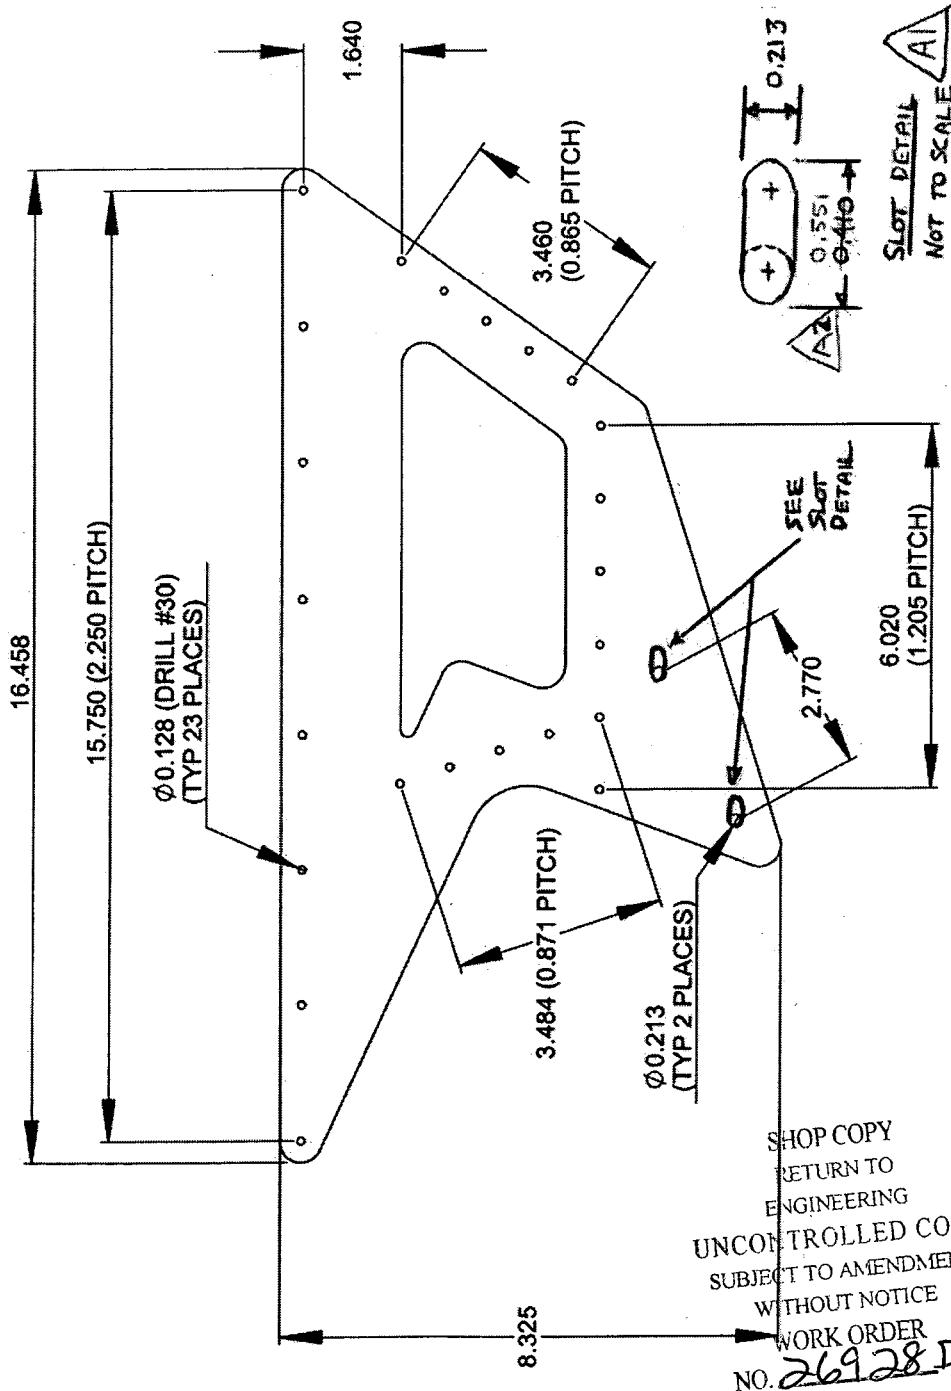 16.458
15.750 (2.250 PITCH)
Ø0.128 (DRILL #30)
(TYP 23 PLACES)
1.640
3.460
(0.865 PITCH)
0.213
0.551
0.410
A2
SLOT DETAIL
NOT TO SCALE
A1
SEE
SLOT
DETAIL
2.770
6.020
(1.205 PITCH)
3.484 (0.871 PITCH)
Ø0.213
(TYP 2 PLACES)
8.325
SHOP COPY
RETURN TO
ENGINEERING
UNCONTROLLED CO
SUBJECT TO AMENDME
WITHOUT NOTICE
WORK ORDER
NO. 26928